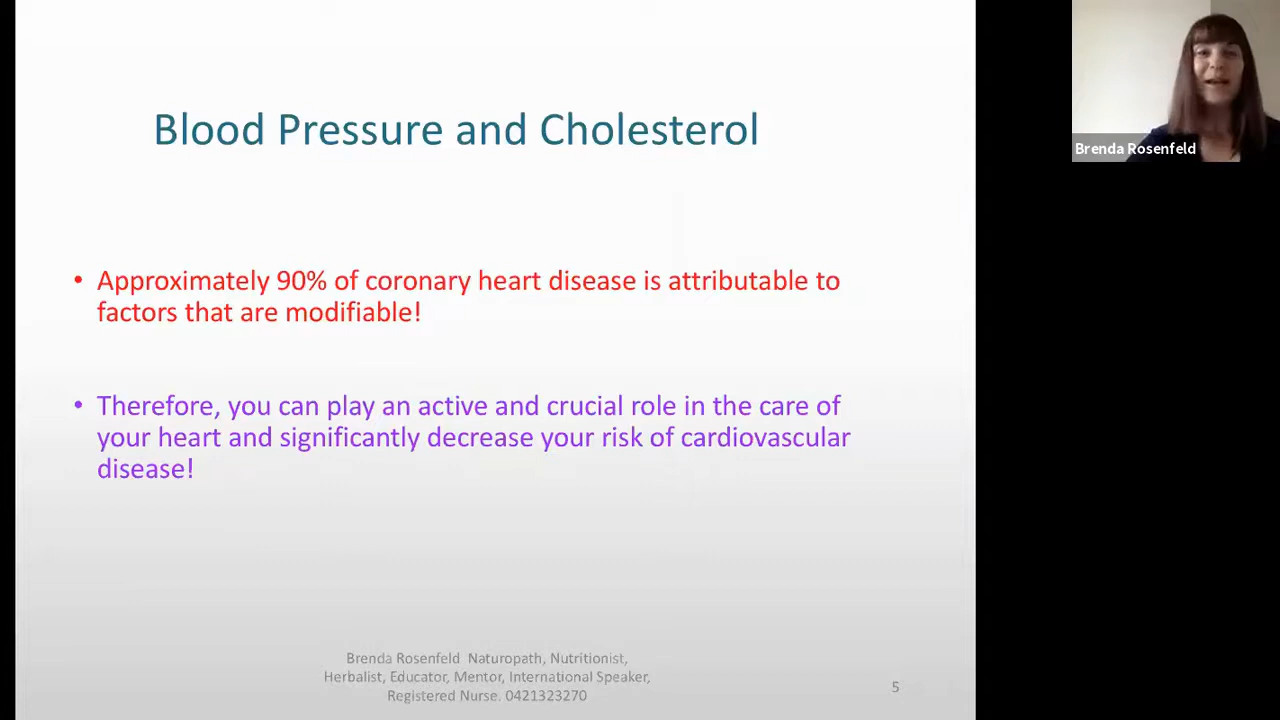 Blood Pressure and Cholesterol
• Approximately 90% of coronary heart disease is attributable to
factors that are modifiable!
• Therefore, you can play an active and crucial role in the care of
your heart and significantly decrease your risk of cardiovascular
disease!
Brenda Rosenfeld Naturopath, Nutritionist,
Herbalist, Educator, Mentor, International Speaker,
Registered Nurse. 0421323270
5
Brenda Rosenfeld